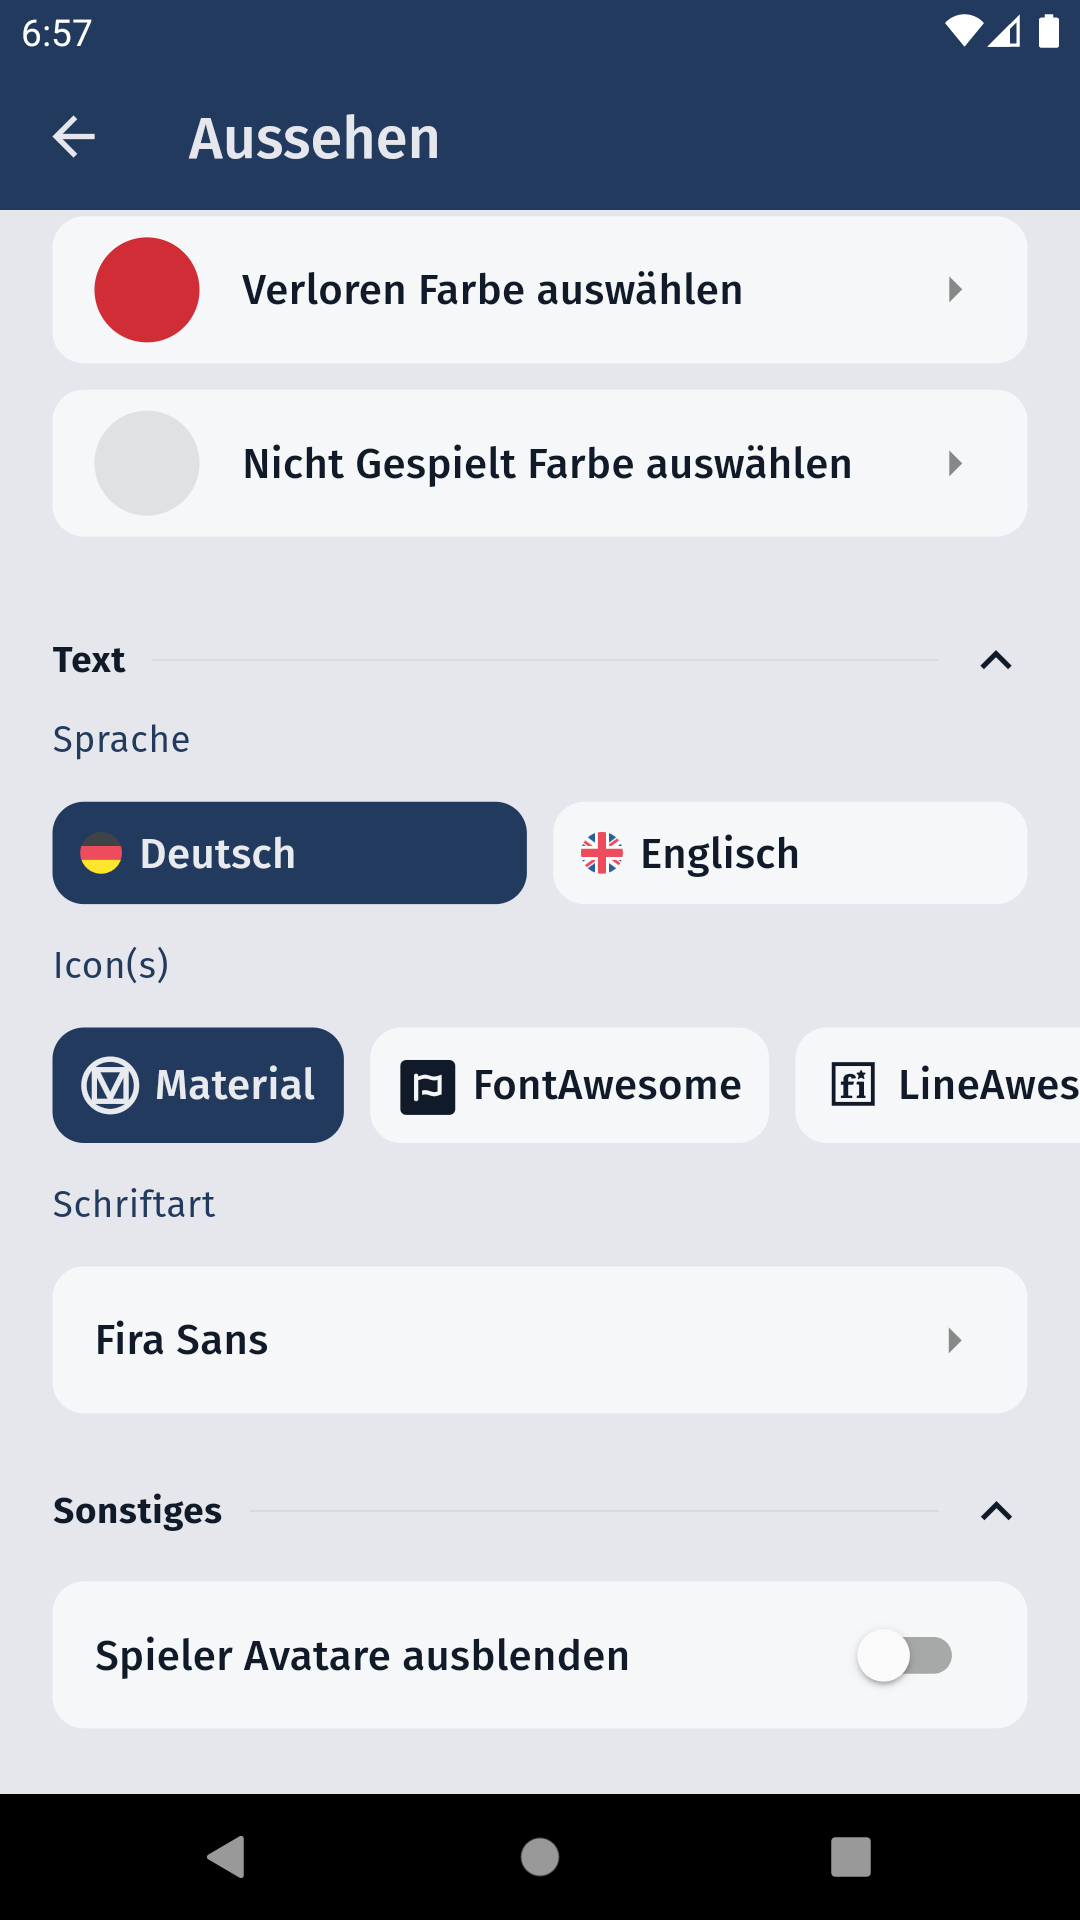 6:57
Aussehen
Verloren Farbe auswählen
Nicht Gespielt Farbe auswählen
Text
Sprache
Deutsch
Englisch
Icon(s)
Material
FontAwesome
LineAwes
Schriftart
Fira Sans
Sonstiges
Spieler Avatare ausblenden